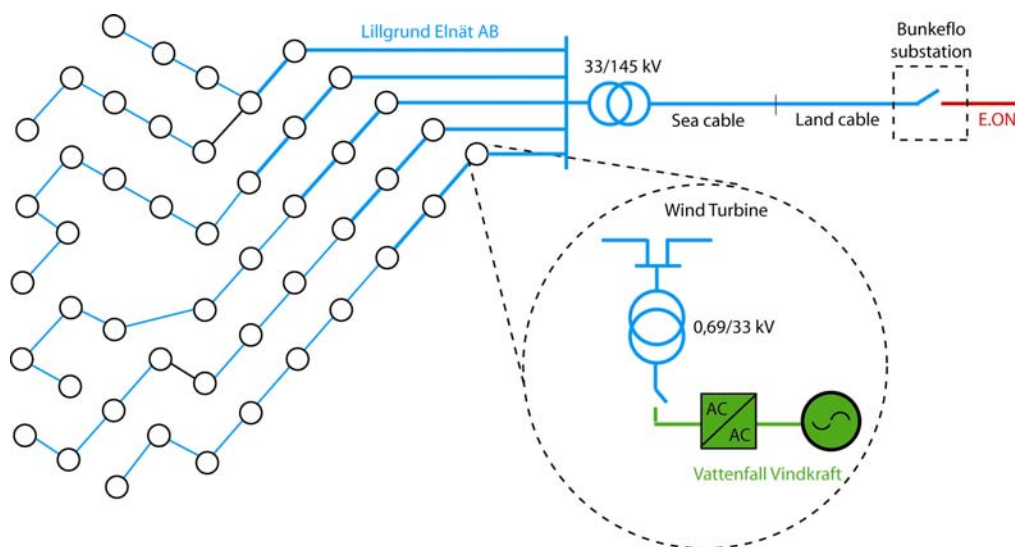 Lillgrund Elnät AB
33/145 kV
Sea cable
Land cable
Bunkeflo
substation
E.ON
Wind Turbine
0,69/33 kV
AC
AC
Vattenfall Vindkraft